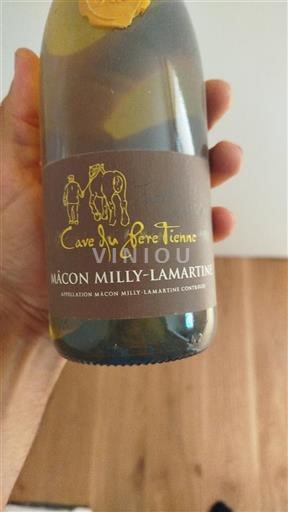 Cave du Père Tienne
VINIOU
MÂCON MILLY-LAMARTINE
APPELLATION MÂCON MILLY-LAMARTINE CONTRÔLÉE